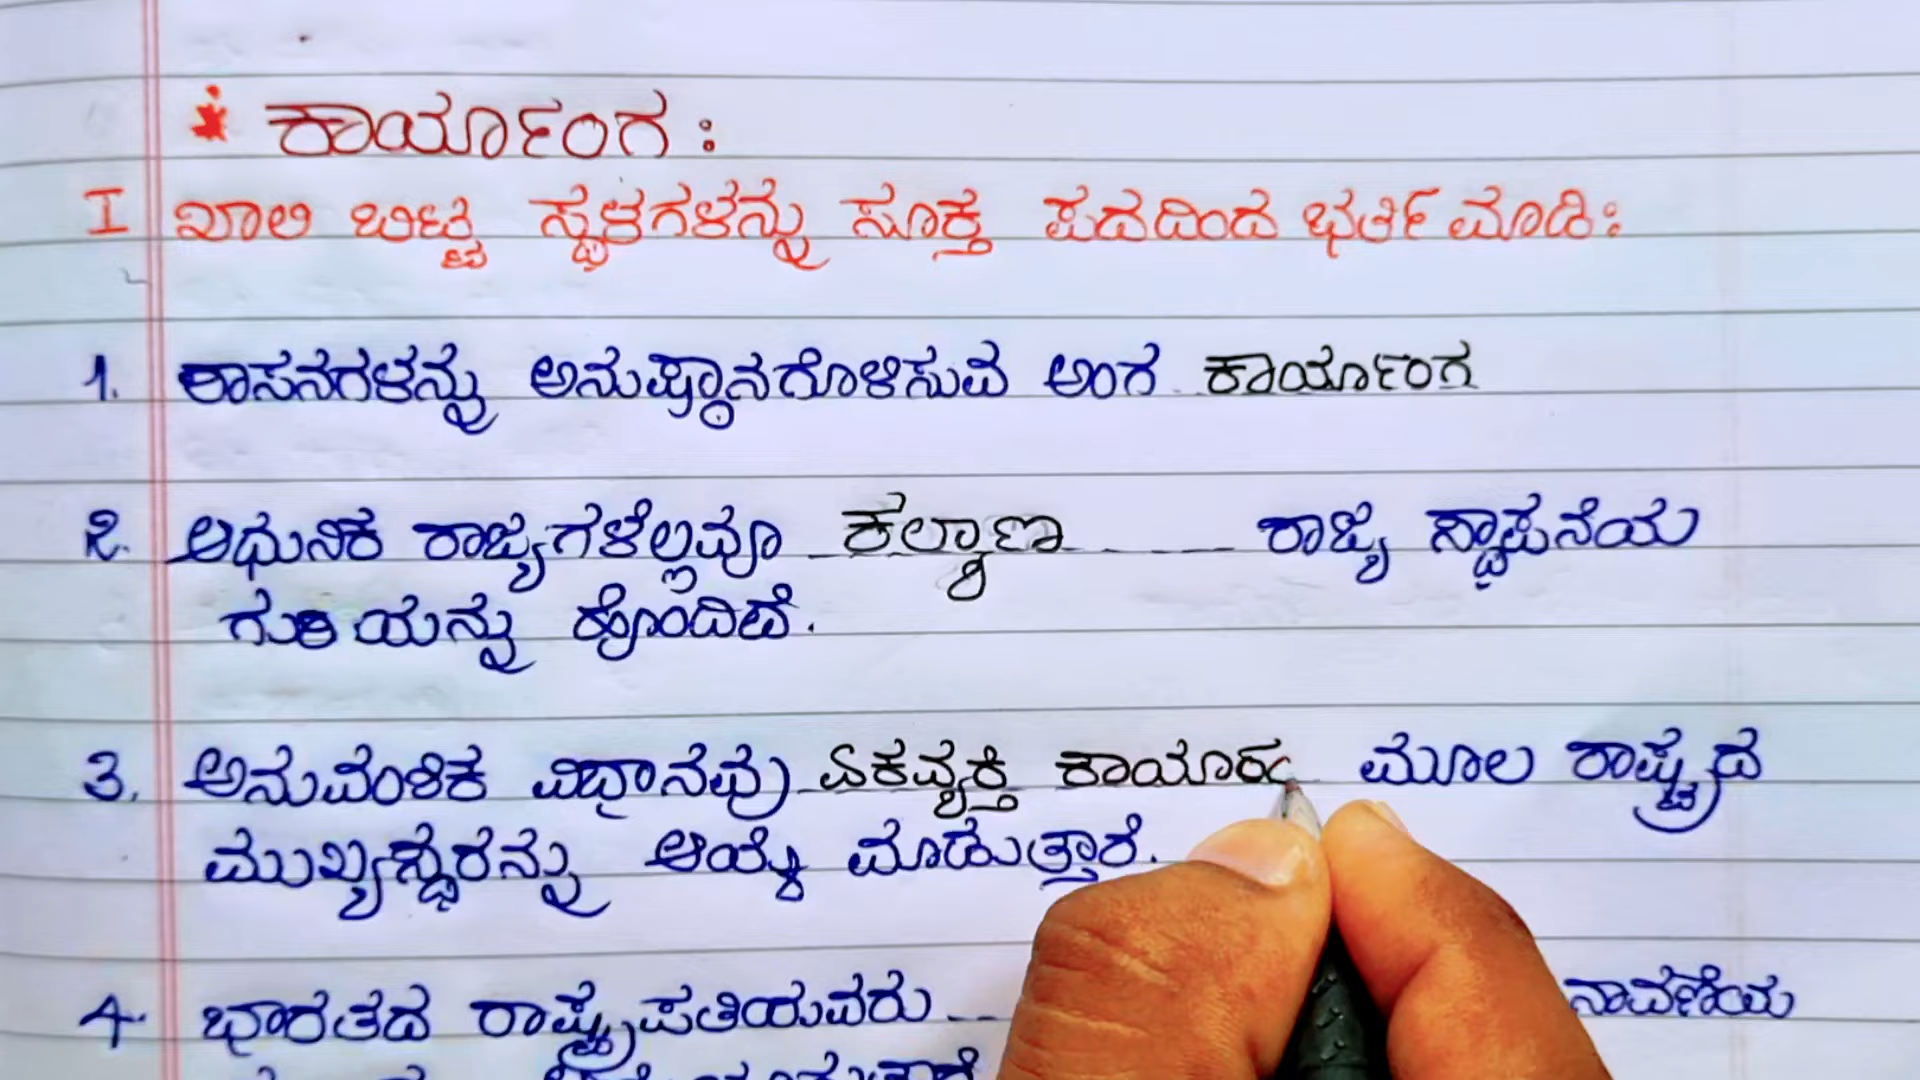 * ಕಾರ್ಯಾಂಗ :
I ಖಾಲಿ ಬಿಟ್ಟ ಸ್ಥಳಗಳನ್ನು ಸೂಕ್ತ ಪದದಿಂದ ಭರ್ತಿ ಮಾಡಿ :
1. ಶಾಸನಗಳನ್ನು ಅನುಷ್ಠಾನಗೊಳಿಸುವ ಅಂಗ ಕಾರ್ಯಾಂಗ
2. ಆಧುನಿಕ ರಾಜ್ಯಗಳೆಲ್ಲವೂ ಕಲ್ಯಾಣ ರಾಜ್ಯ ಸ್ಥಾಪನೆಯ
ಗುರಿಯನ್ನು ಹೊಂದಿವೆ.
3. ಅನುವಂಶಿಕ ವಿಧಾನವು ಏಕವ್ಯಕ್ತಿ ಮೂಲ ರಾಷ್ಟ್ರದ
ಮುಖ್ಯಸ್ಥರನ್ನು ಆಯ್ಕೆ ಮಾಡುತ್ತಾರೆ.
4. ಭಾರತದ ರಾಷ್ಟ್ರಪತಿಯವರು